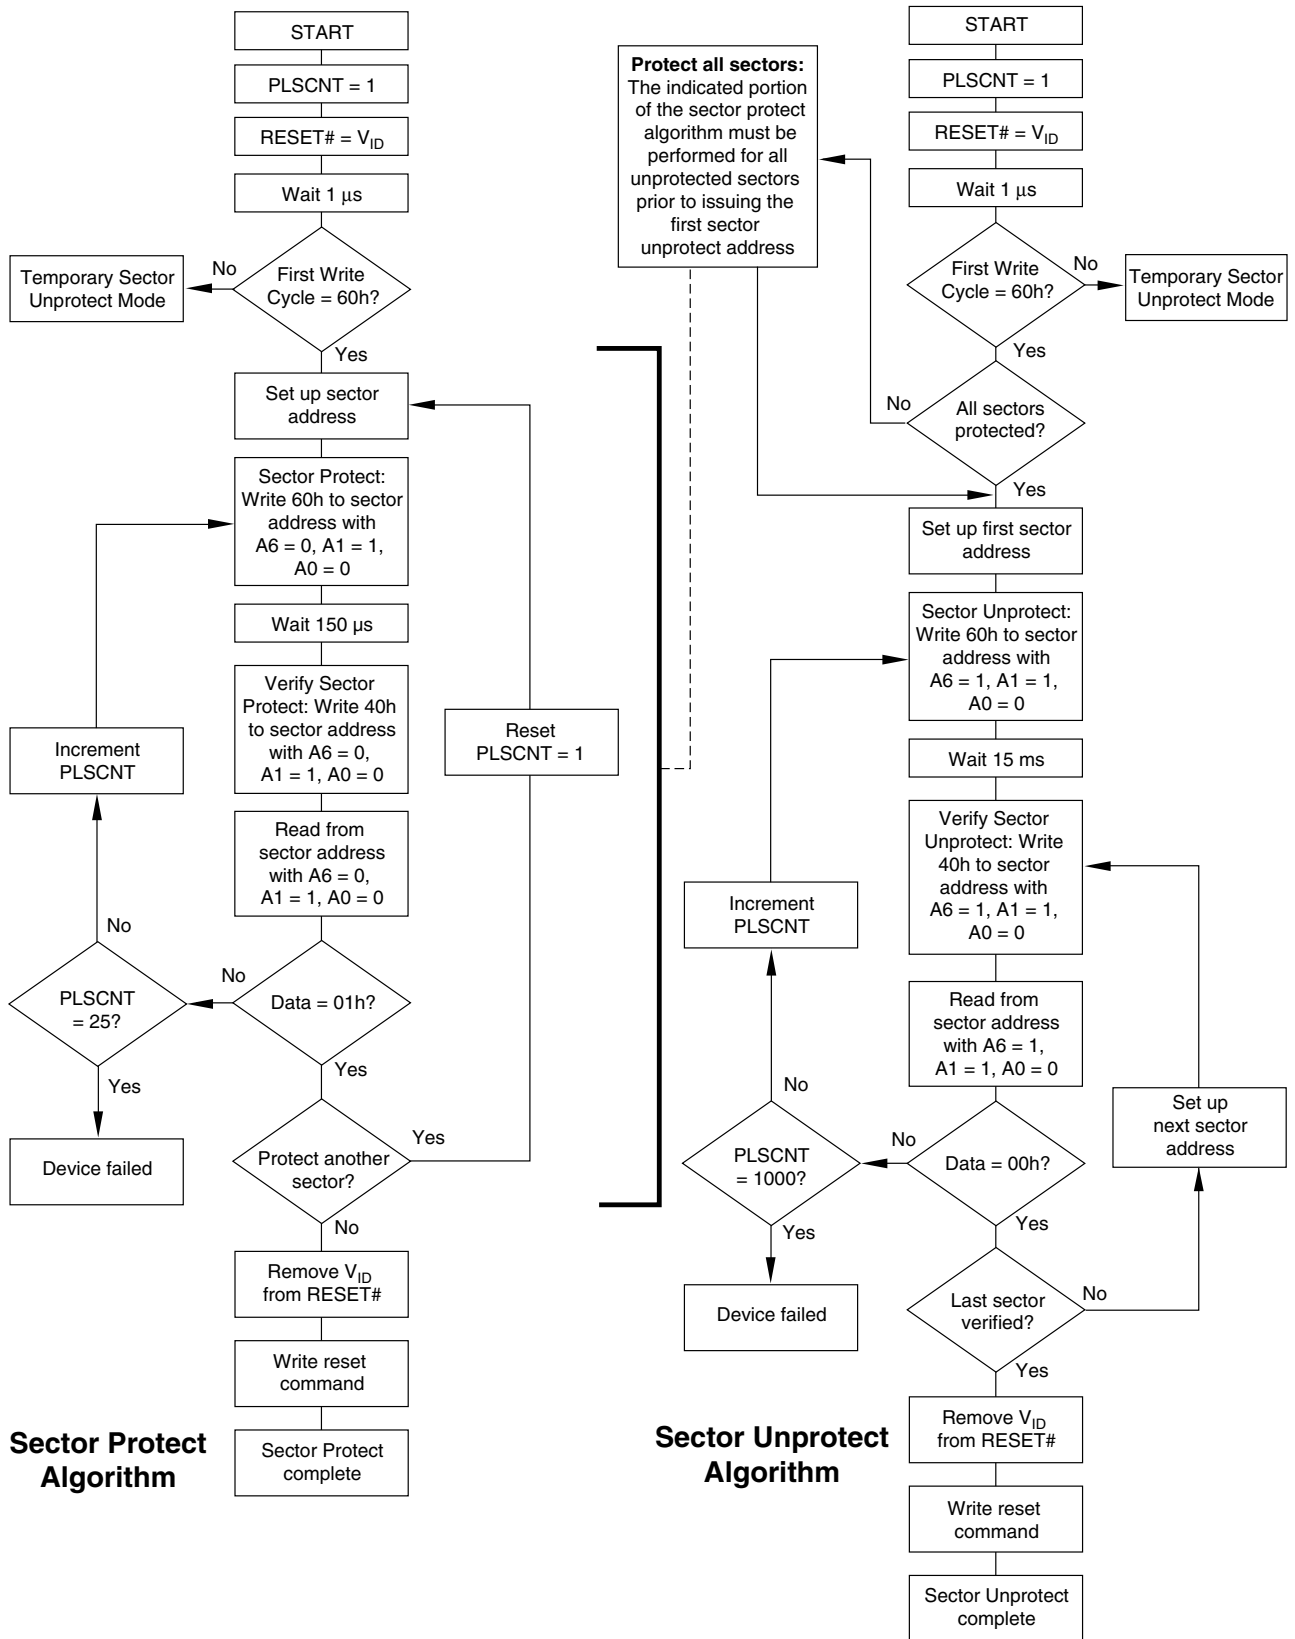 START
PLSCNT = 1
RESET# = VID
Wait 1 μs
First Write
Cycle = 60h?
No
Temporary Sector
Unprotect Mode
Yes
Set up sector
address
Sector Protect:
Write 60h to sector
address with
A6 = 0, A1 = 1,
A0 = 0
Wait 150 μs
Verify Sector
Protect: Write 40h
to sector address
with A6 = 0,
A1 = 1, A0 = 0
Increment
PLSCNT
Reset
PLSCNT = 1
Read from
sector address
with A6 = 0,
A1 = 1, A0 = 0
No
PLSCNT
= 25?
No
Data = 01h?
Yes
Yes
Device failed
Protect another
sector?
Yes
No
Remove VID
from RESET#
Write reset
command
Sector Protect
complete
Sector Protect
Algorithm
Protect all sectors:
The indicated portion
of the sector protect
algorithm must be
performed for all
unprotected sectors
prior to issuing the
first sector
unprotect address
START
PLSCNT = 1
RESET# = VID
Wait 1 μs
First Write
Cycle = 60h?
No
Temporary Sector
Unprotect Mode
Yes
No
All sectors
protected?
Yes
Set up first sector
address
Sector Unprotect:
Write 60h to sector
address with
A6 = 1, A1 = 1,
A0 = 0
Wait 15 ms
Verify Sector
Unprotect: Write
40h to sector
address with
A6 = 1, A1 = 1,
A0 = 0
Increment
PLSCNT
Read from
sector address
with A6 = 1,
A1 = 1, A0 = 0
Set up
next sector
address
No
PLSCNT
= 1000?
No
Data = 00h?
Yes
Yes
Device failed
Last sector
verified?
No
Yes
Remove VID
from RESET#
Write reset
command
Sector Unprotect
complete
Sector Unprotect
Algorithm